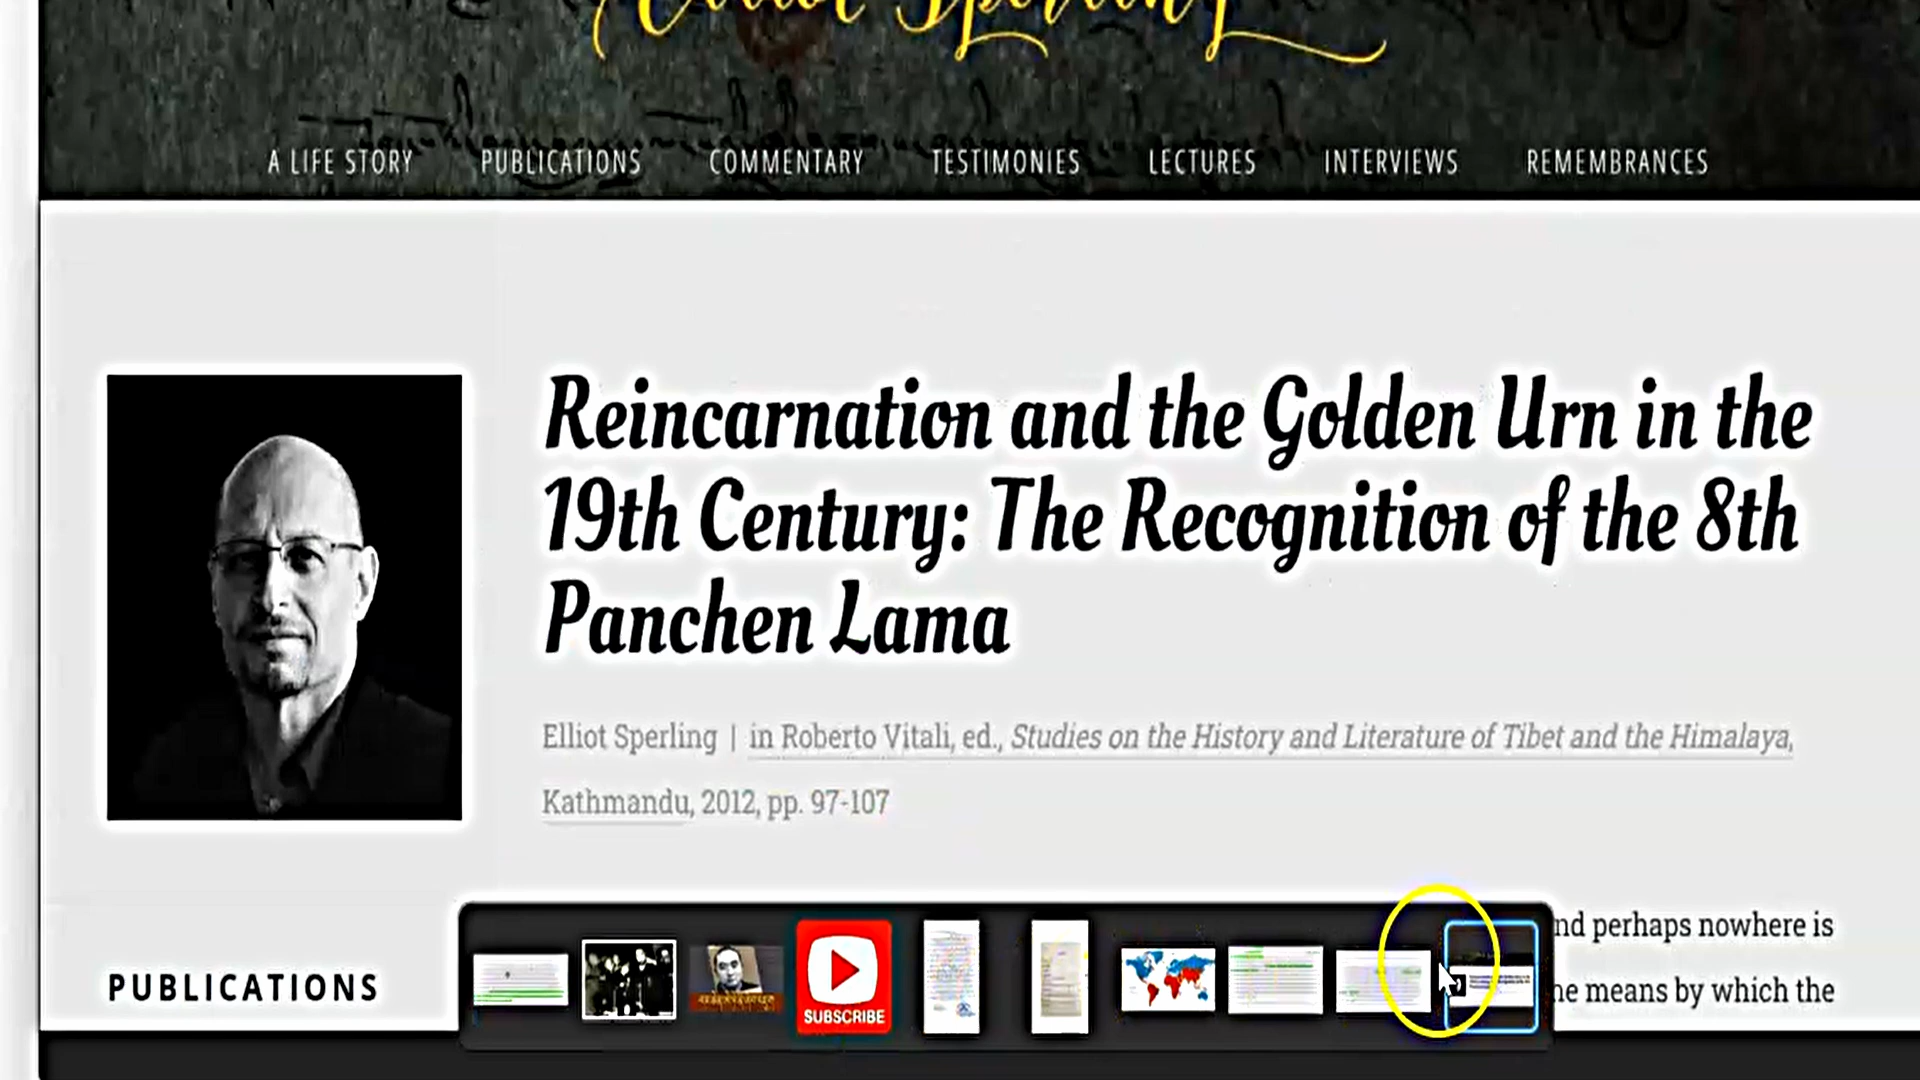 Elliot Sperling
A LIFE STORY PUBLICATIONS COMMENTARY TESTIMONIES LECTURES INTERVIEWS REMEMBRANCES
Reincarnation and the Golden Urn in the
19th Century: The Recognition of the 8th
Panchen Lama
Elliot Sperling | in Roberto Vitali, ed., Studies on the History and Literature of Tibet and the Himalaya,
Kathmandu, 2012, pp. 97-107
nd perhaps nowhere is
PUBLICATIONS
he means by which the
SUBSCRIBE